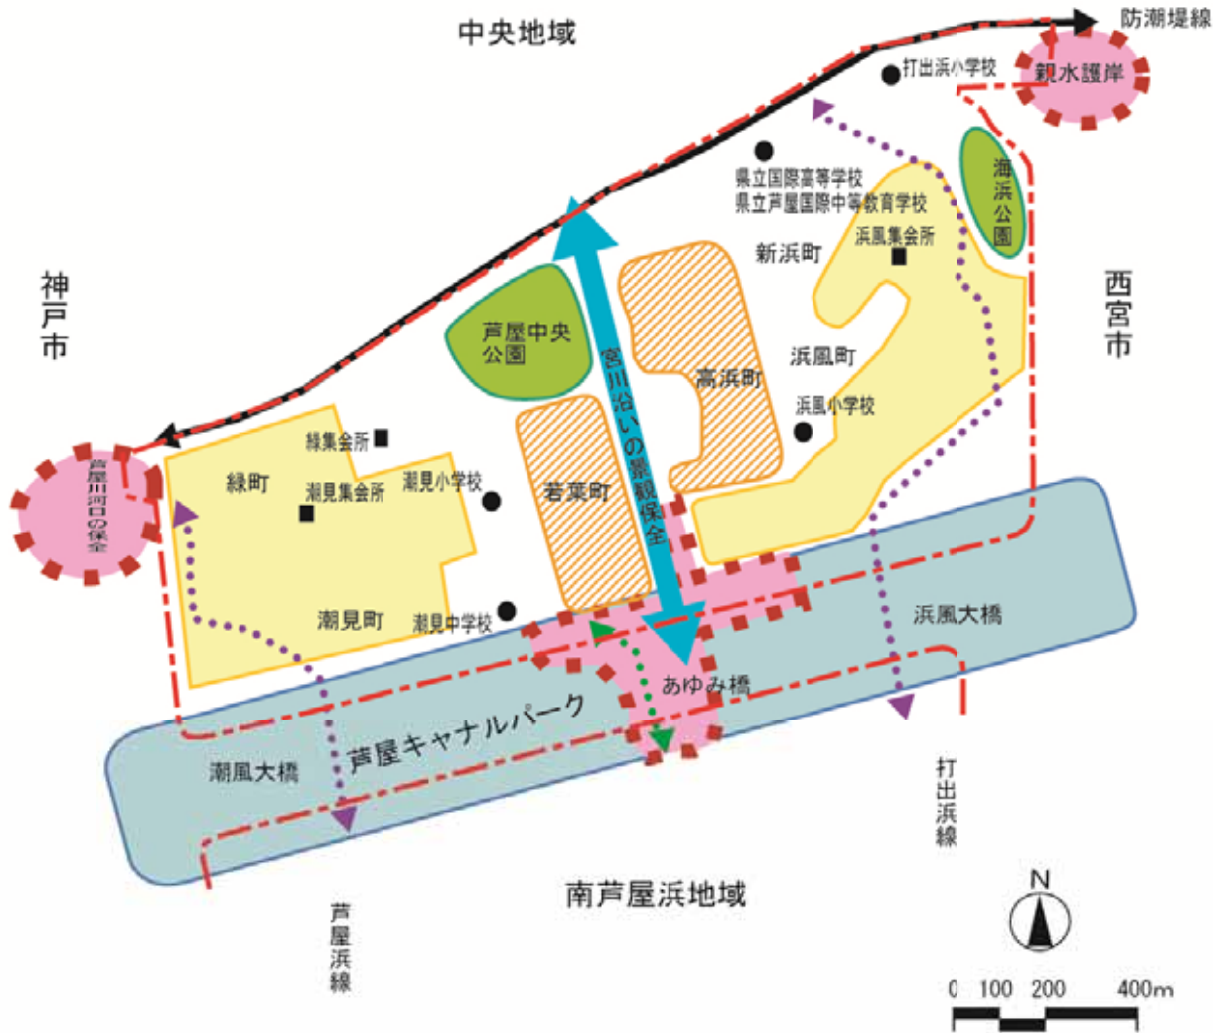 中央地域
防潮堤線
打出浜小学校
親水護岸
県立国際高等学校
県立芦屋国際中等教育学校
海浜公園
浜風集会所
新浜町
神戸市
西宮市
芦屋中央
公園
宮川沿いの景観保全
高浜町
浜風町
浜風小学校
緑集会所
芦屋川河口の保全
緑町
潮見集会所
潮見小学校
若葉町
潮見町
潮見中学校
浜風大橋
あゆみ橋
芦屋キャナルパーク
潮風大橋
打出浜線
南芦屋浜地域
芦屋浜線
N
0 100 200 400m